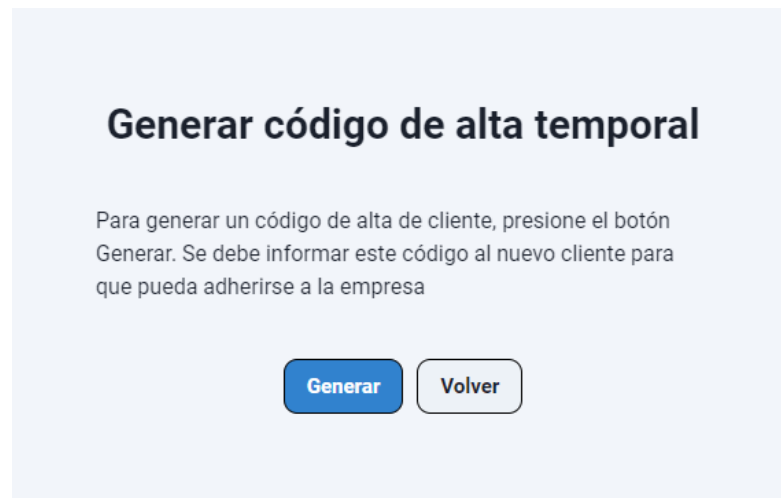 Generar código de alta temporal
Para generar un código de alta de cliente, presione el botón
Generar. Se debe informar este código al nuevo cliente para
que pueda adherirse a la empresa
Generar
Volver